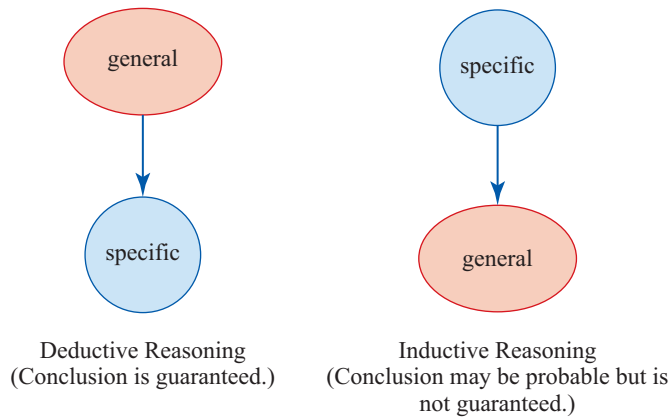 general
specific
Deductive Reasoning
(Conclusion is guaranteed.)
specific
general
Inductive Reasoning
(Conclusion may be probable but is
not guaranteed.)